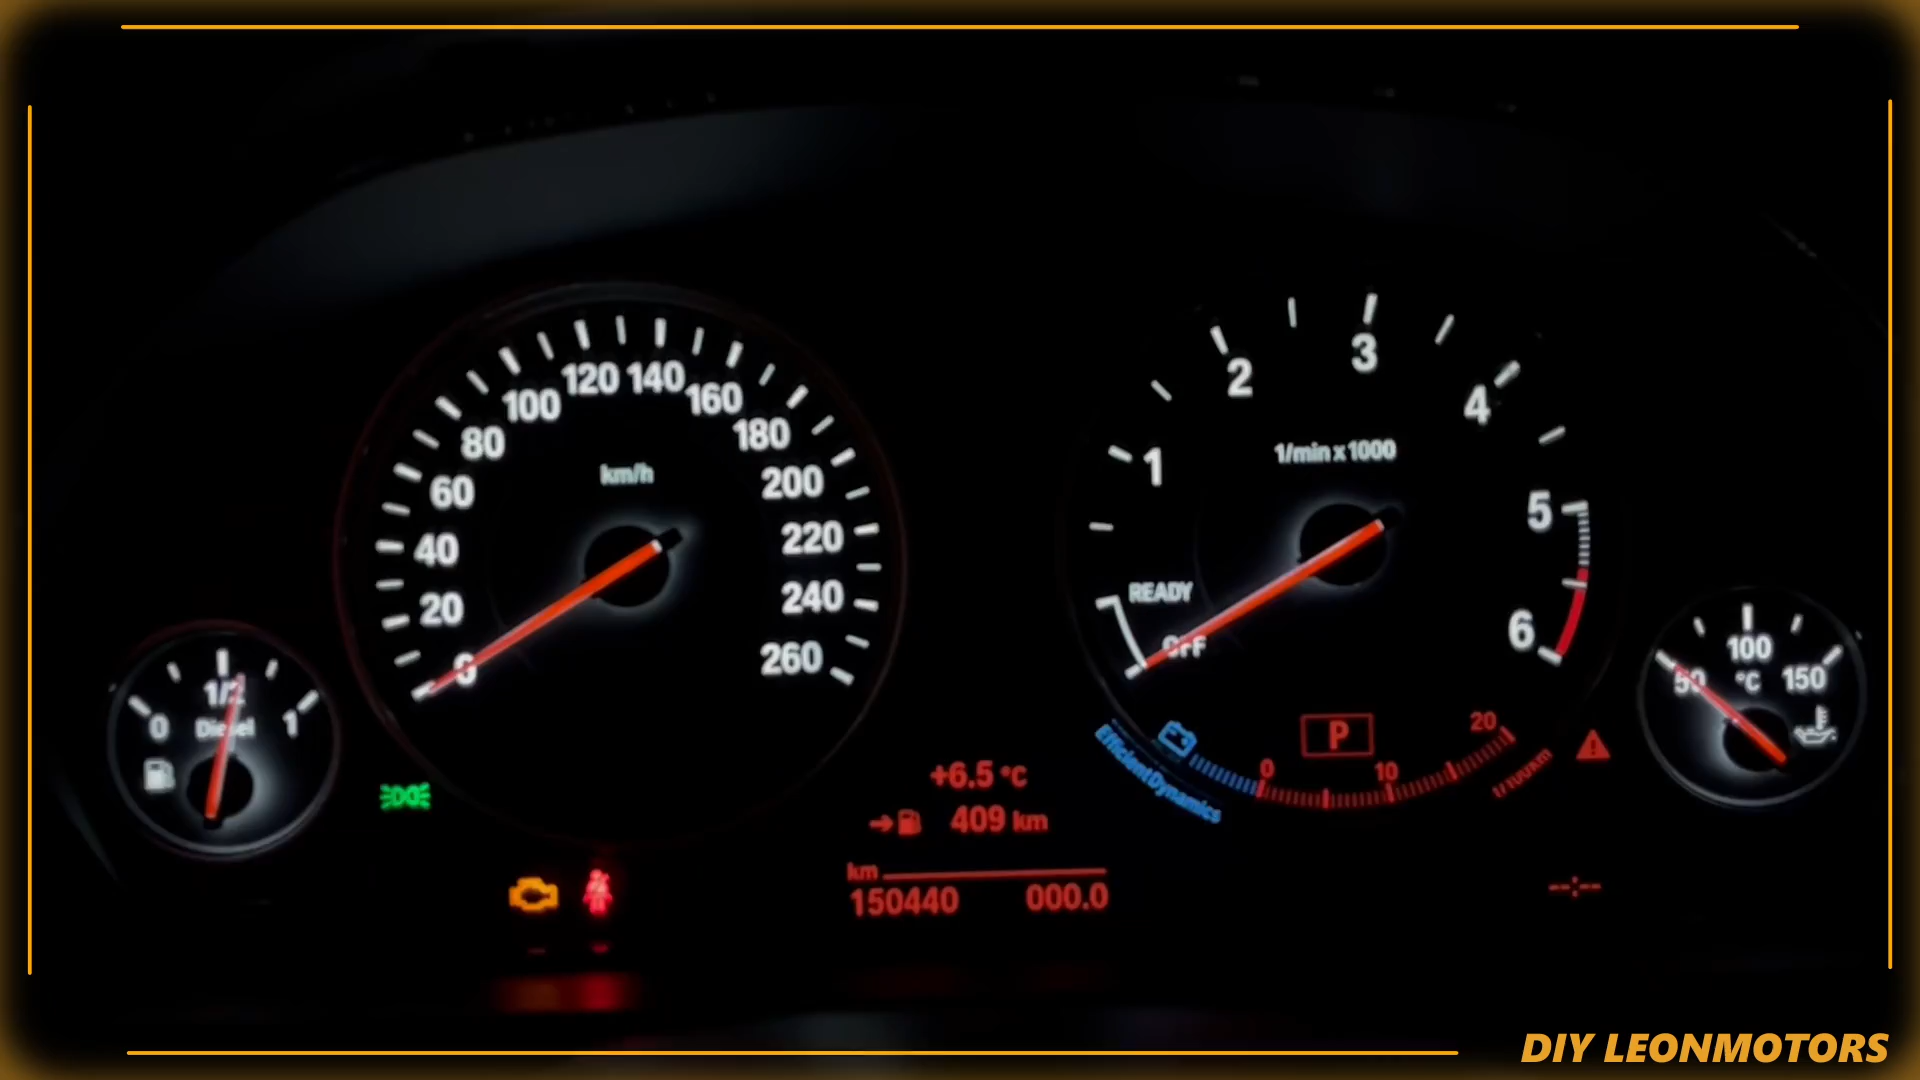 120 140
100 160
80 180
60 200
40 220
20 240
0 260
km/h
2 3
4
1
5
6
1/min x 1000
READY
OFF
1/2
0 1
Diesel
100
50 °C 150
P
20
0 10
EfficientDynamics
l/100km
+6.5 °C
409 km
km
150440 000.0
--:--
DIY LEONMOTORS